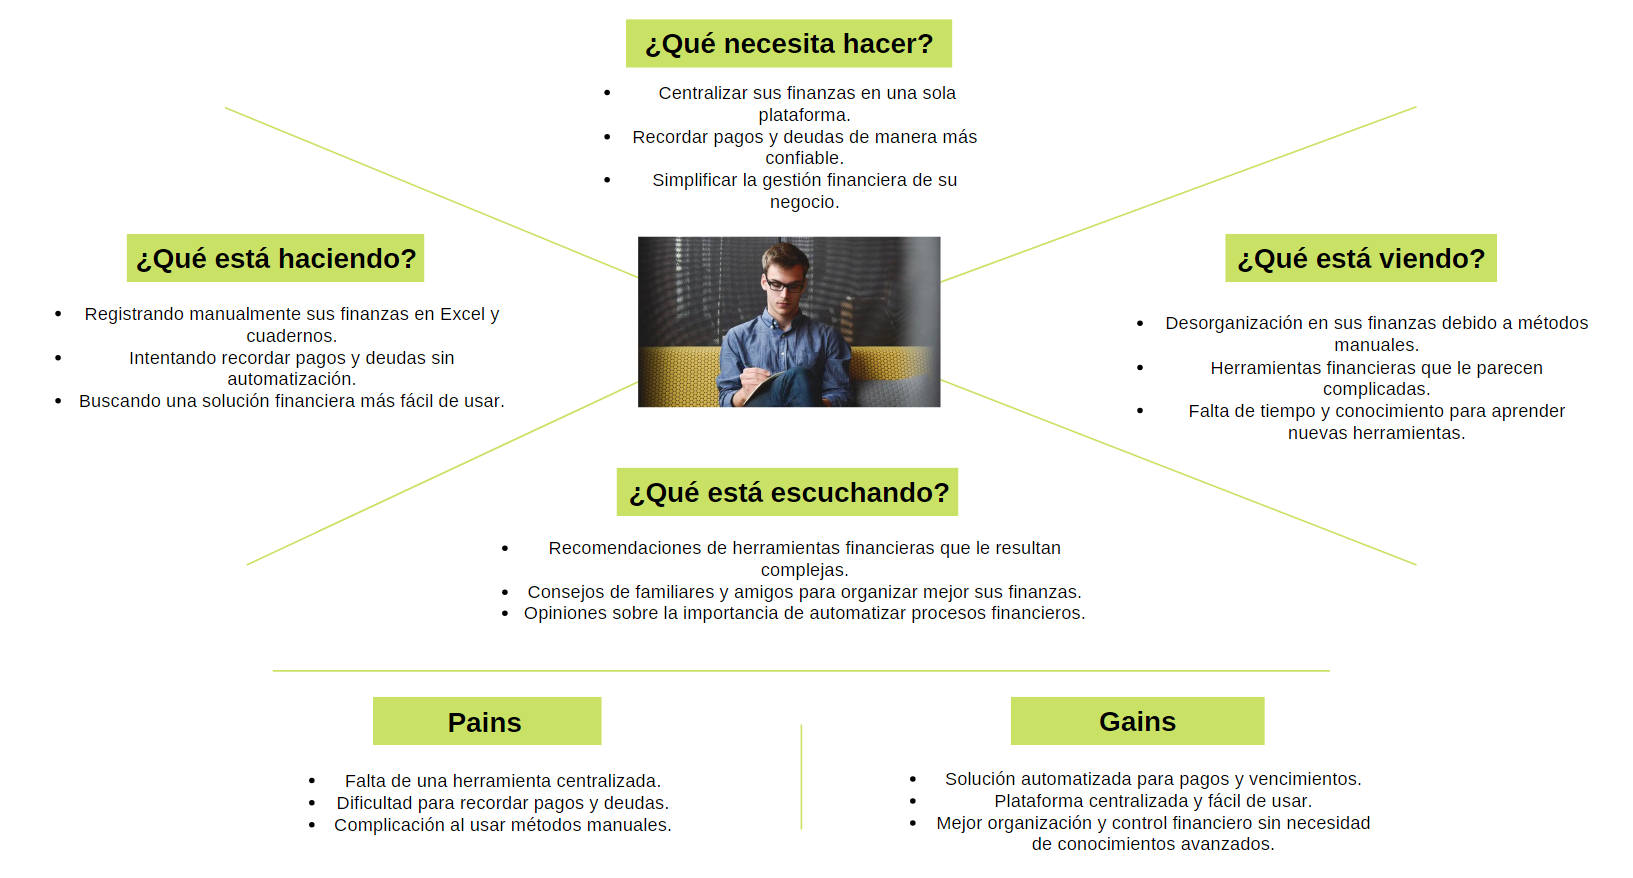 ¿Qué necesita hacer?
• Centralizar sus finanzas en una sola
plataforma.
• Recordar pagos y deudas de manera más
confiable.
• Simplificar la gestión financiera de su
negocio.
¿Qué está haciendo?
• Registrando manualmente sus finanzas en Excel y
cuadernos.
• Intentando recordar pagos y deudas sin
automatización.
• Buscando una solución financiera más fácil de usar.
¿Qué está viendo?
• Desorganización en sus finanzas debido a métodos
manuales.
• Herramientas financieras que le parecen
complicadas.
• Falta de tiempo y conocimiento para aprender
nuevas herramientas.
¿Qué está escuchando?
• Recomendaciones de herramientas financieras que le resultan
complejas.
• Consejos de familiares y amigos para organizar mejor sus finanzas.
• Opiniones sobre la importancia de automatizar procesos financieros.
Pains
• Falta de una herramienta centralizada.
• Dificultad para recordar pagos y deudas.
• Complicación al usar métodos manuales.
Gains
• Solución automatizada para pagos y vencimientos.
• Plataforma centralizada y fácil de usar.
• Mejor organización y control financiero sin necesidad
de conocimientos avanzados.